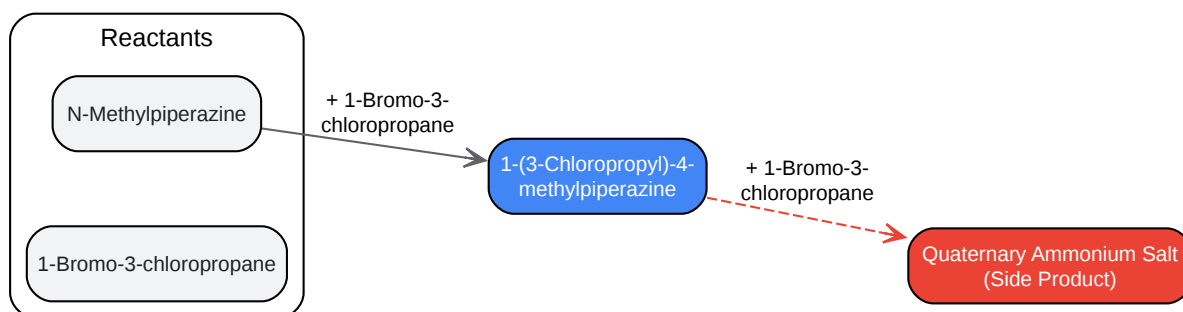 Reactants
N-Methylpiperazine
1-Bromo-3-chloropropane
+ 1-Bromo-3-
chloropropane
1-(3-Chloropropyl)-4-
methylpiperazine
+ 1-Bromo-3-
chloropropane
Quaternary Ammonium Salt
(Side Product)